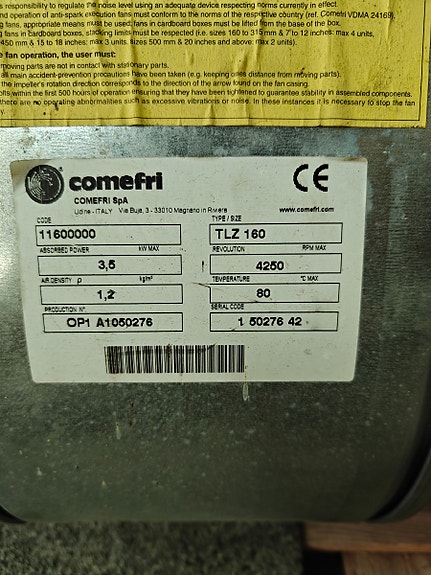 s responsibility to regulate the noise level using an adequate device respecting norms currently in effect.
nd operation of anti-spark execution fans must conform to the norms of the respective country (ref. Comefri VDMA 24169).
g fans, appropriate means must be used; fans in cardboard boxes must be lifted from the base of the box.
g fans in cardboard boxes, stacking limits must be respected (i.e. sizes 160 to 315 mm & 7" to 12 inches: max 4 units,
450 mm & 15 to 18 inches: max 3 units. sizes 500 mm & 20 inches and above: max 2 units).
e fan operation, the user must:
moving parts are not in contact with stationary parts.
all main accident-prevention precautions have been taken (e.g. keeping ones distance from moving parts).
the impeller's rotation direction corresponds to the direction of the arrow found on the fan casing.
olts within the first 500 hours of operation ensuring that they have been tightened to guarantee stability in assembled components.
there are no operating abnormalities such as excessive vibrations or noise. In these instances it is necessary to stop the fan
y.
comefri CE
COMEFRI SpA
Udine - ITALY Via Buja, 3 - 33010 Magnano in Riviera www.comefri.com
CODE TYPE / SIZE
11600000 TLZ 160
ABSORBED POWER kW MAX REVOLUTION RPM MAX
3,5 4250
AIR DENSITY ρ kg/m³ TEMPERATURE °C MAX
1,2 80
PRODUCTION N°. SERIAL CODE
OP1 A1050276 1 50276 42